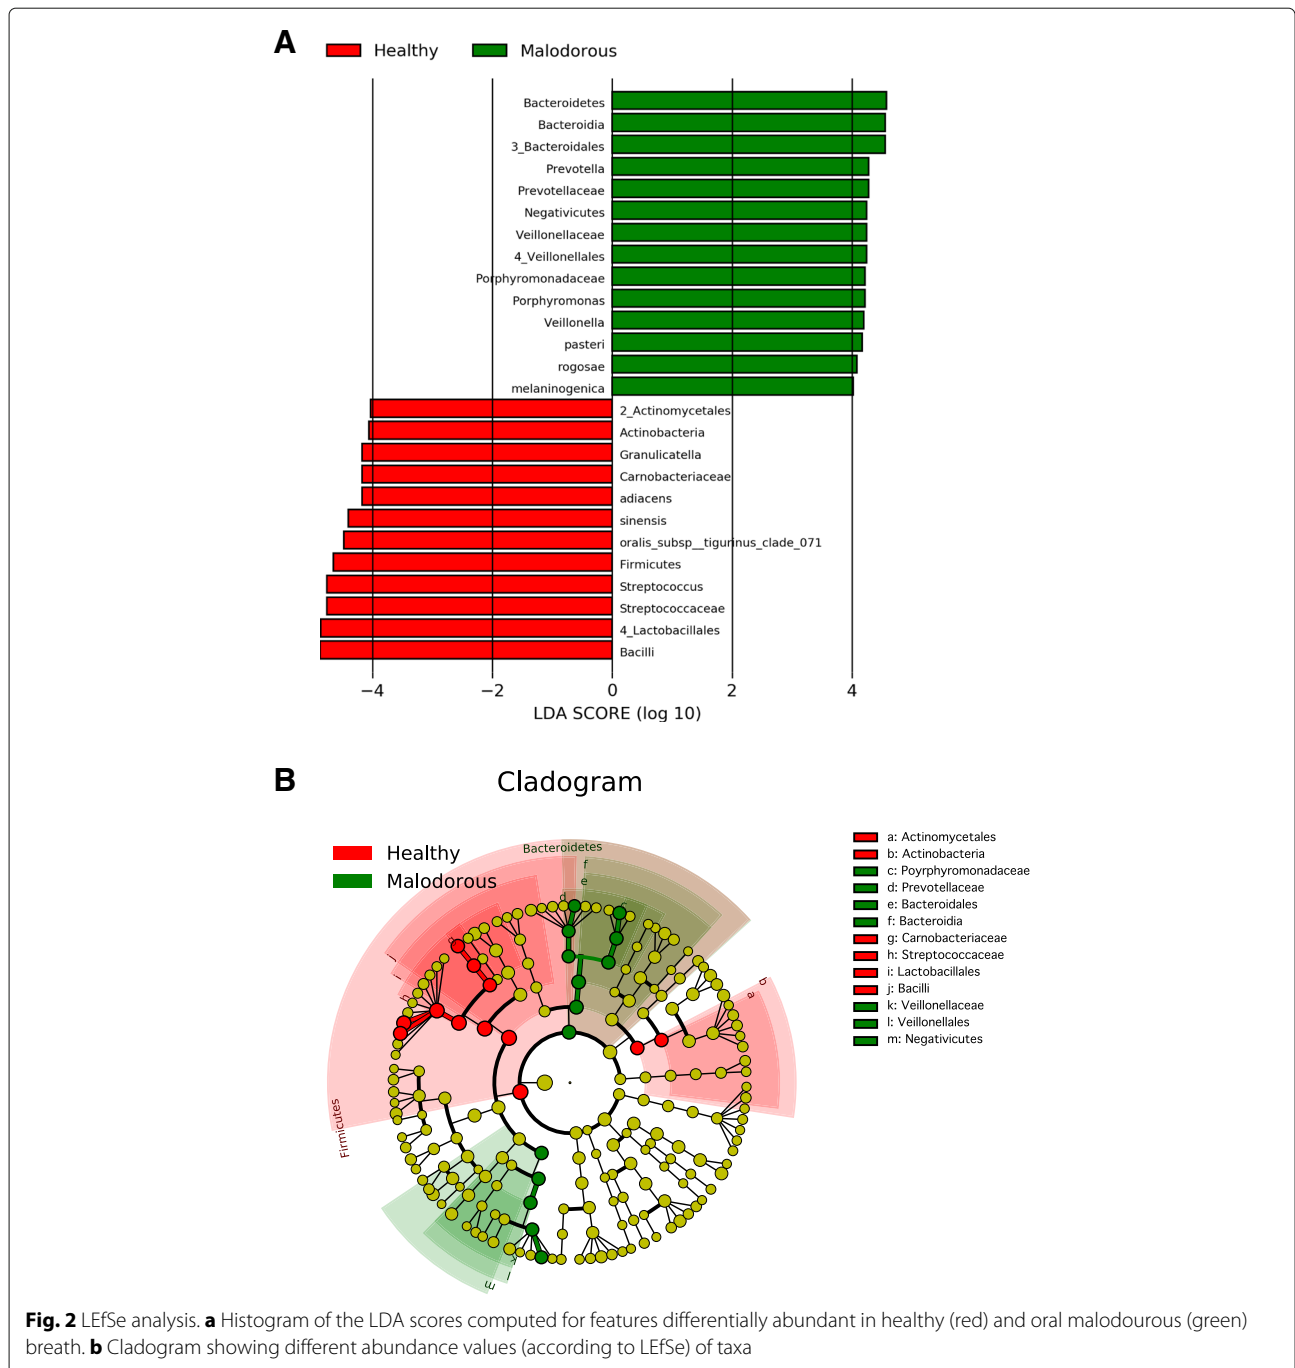 A
Healthy
Malodorous
Bacteroidetes
Bacteroidia
3_Bacteroidales
Prevotella
Prevotellaceae
Negativicutes
Veillonellaceae
4_Veillonellales
Porphyromonadaceae
Porphyromonas
Veillonella
pasteri
rogosae
melaninogenica
2_Actinomycetales
Actinobacteria
Granulicatella
Carnobacteriaceae
adiacens
sinensis
oralis_subsp__tigurinus_clade_071
Firmicutes
Streptococcus
Streptococcaceae
4_Lactobacillales
Bacilli
−4 −2 0 2 4
LDA SCORE (log 10)
B
Cladogram
Healthy
Malodorous
Bacteroidetes
f
e
d
c
g
j
i
h
b
a
Firmicutes
k
l
m
a: Actinomycetales
b: Actinobacteria
c: Poyrphyromonadaceae
d: Prevotellaceae
e: Bacteroidales
f: Bacteroidia
g: Carnobacteriaceae
h: Streptococcaceae
i: Lactobacillales
j: Bacilli
k: Veillonellaceae
l: Veillonellales
m: Negativicutes
Fig. 2 LEfSe analysis. a Histogram of the LDA scores computed for features differentially abundant in healthy (red) and oral malodourous (green)
breath. b Cladogram showing different abundance values (according to LEfSe) of taxa